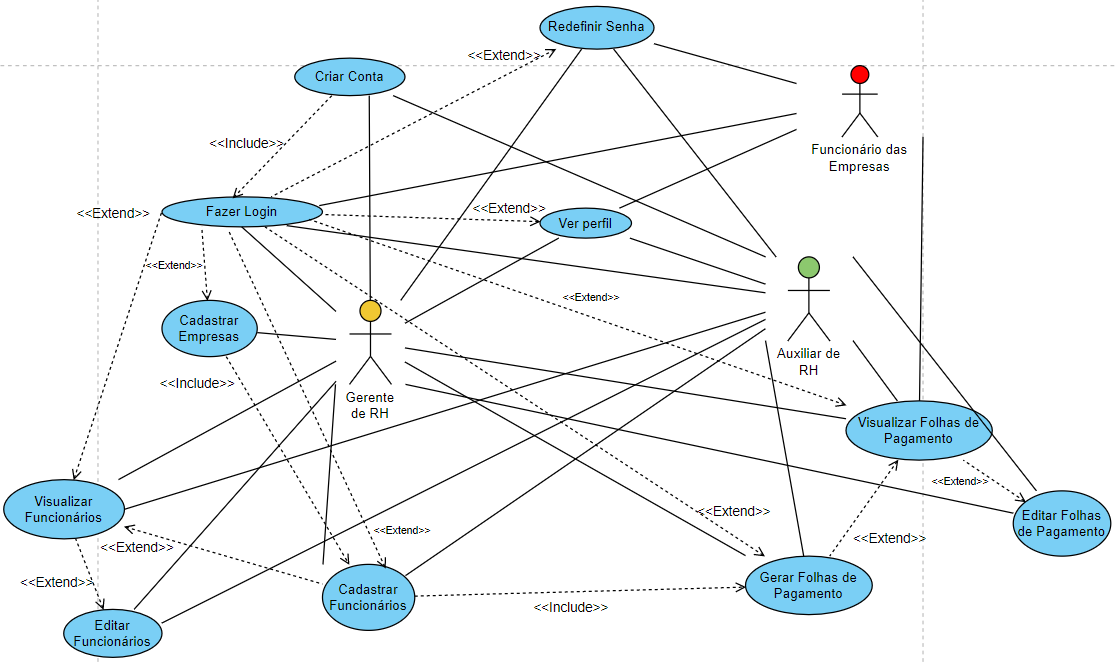 Redefinir Senha
<<Extend>>
Criar Conta
<<Include>>
Funcionário das
Empresas
<<Extend>>
Fazer Login
<<Extend>>
Ver perfil
<<Extend>>
<<Extend>>
Cadastrar
Empresas
Auxiliar de
RH
<<Include>>
Gerente
de RH
Visualizar Folhas de
Pagamento
<<Extend>>
Visualizar
Funcionários
<<Extend>>
Editar Folhas
de Pagamento
<<Extend>>
<<Extend>>
<<Extend>>
<<Extend>>
Cadastrar
Funcionários
Gerar Folhas de
Pagamento
<<Include>>
Editar
Funcionários